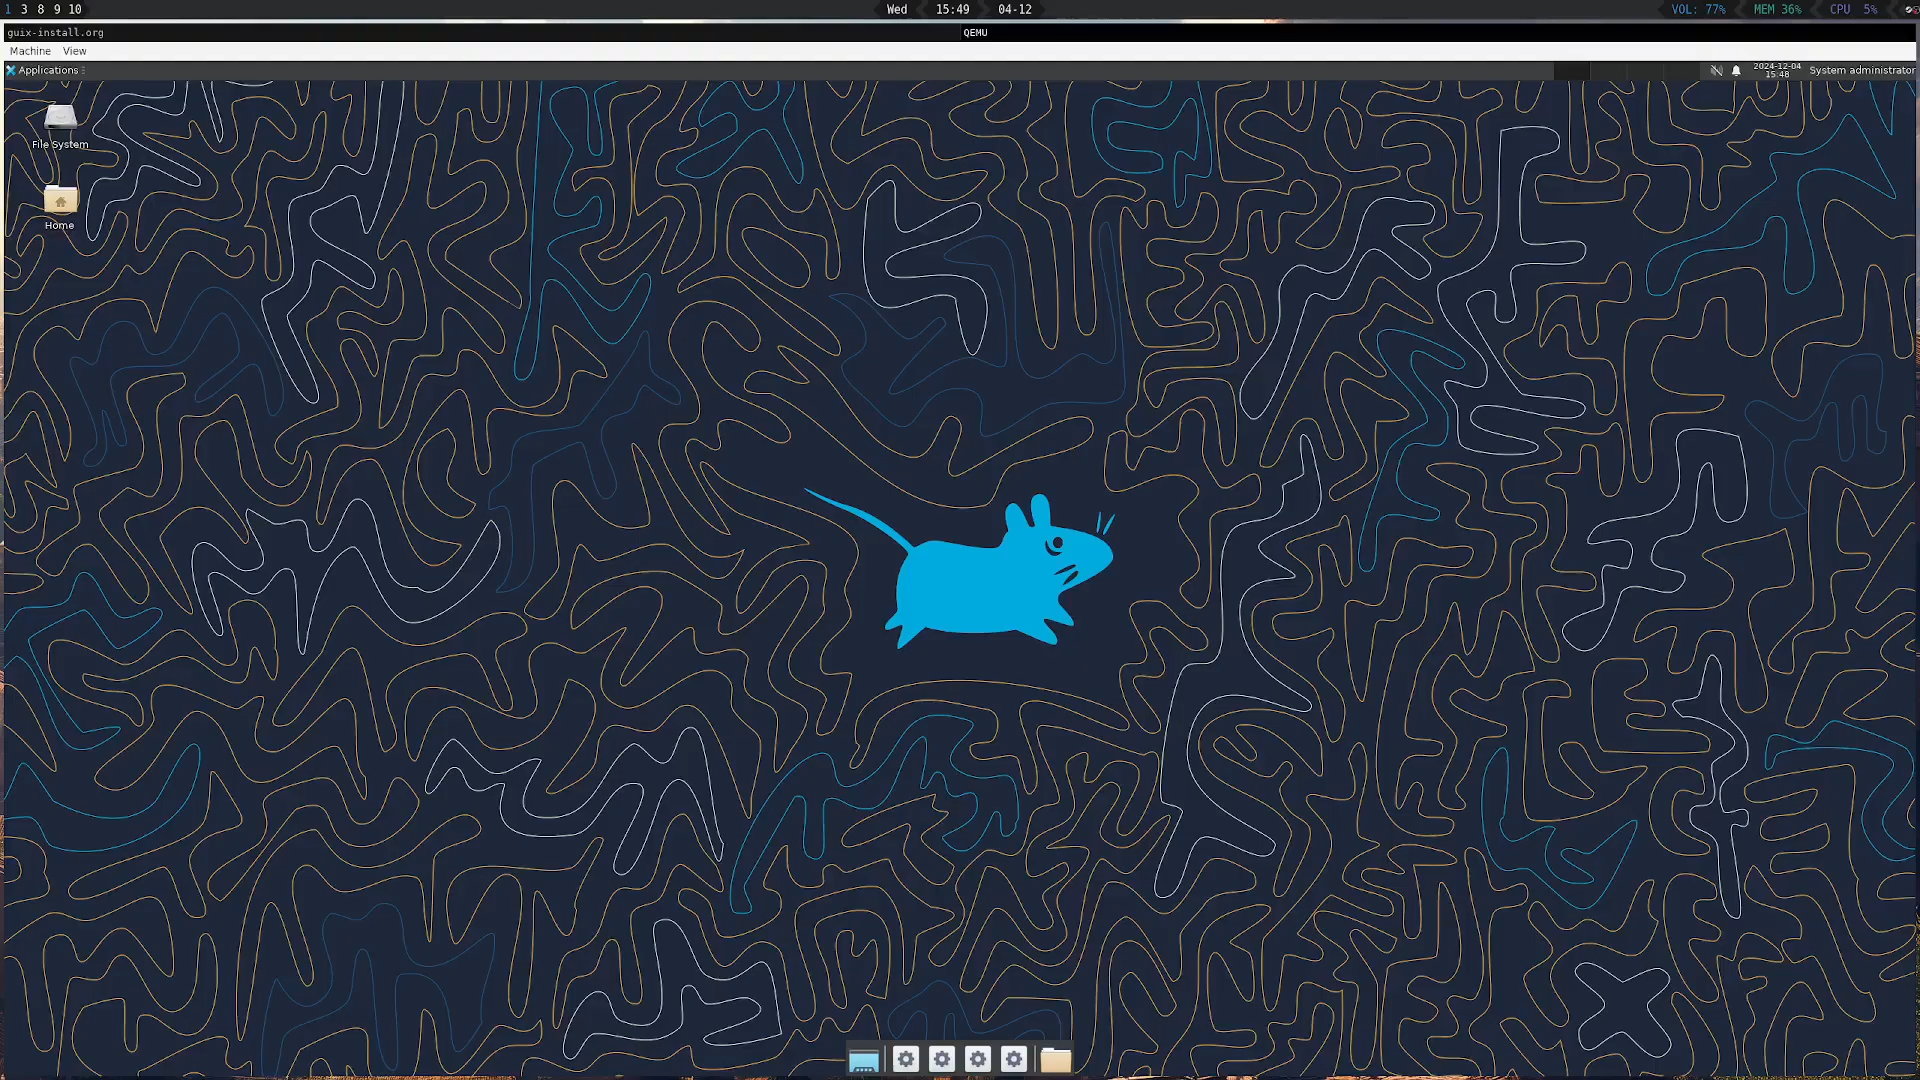 1 3 8 9 10 Wed 15:49 04-12 VOL: 77% MEM 36% CPU 5%
guix-install.org QEMU
Machine View
Applications 2024-12-04 15:48 System administrator
File System
Home